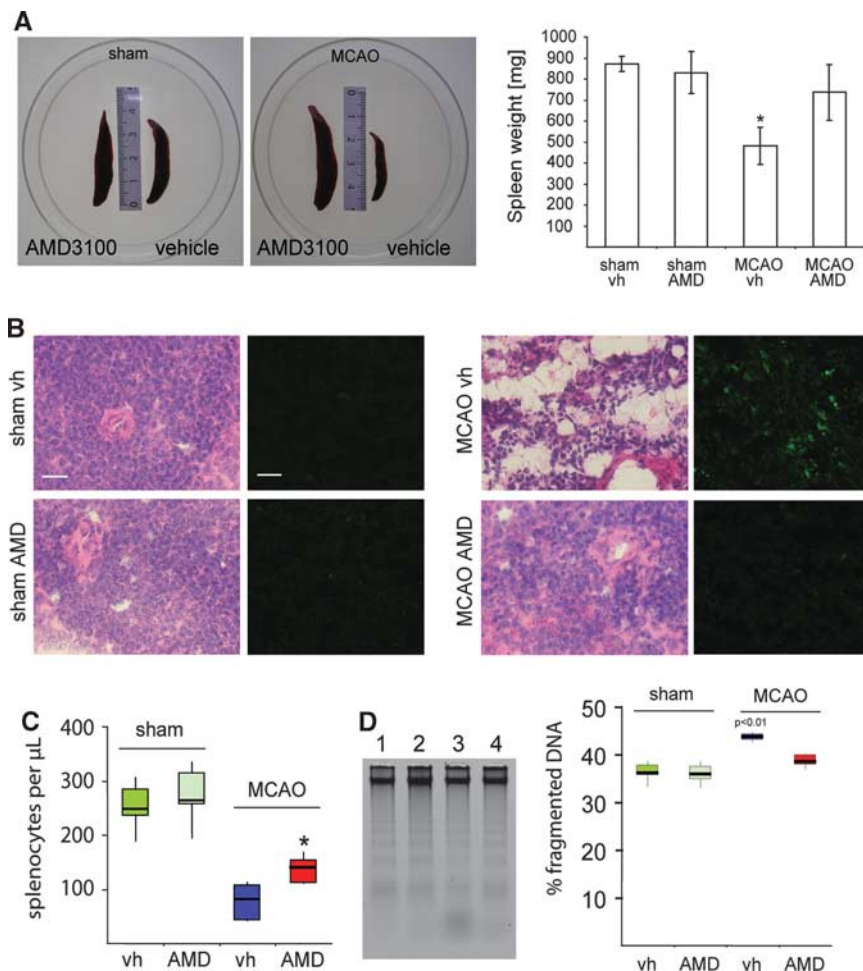 A
sham
MCAO
AMD3100 vehicle
AMD3100 vehicle
Spleen weight [mg]
1000
900
800
700
600
500
400
300
200
100
*
sham vh
sham AMD
MCAO vh
MCAO AMD
B
sham vh
MCAO vh
sham AMD
MCAO AMD
C
splenocytes per µL
400
300
200
100
sham
MCAO
*
vh AMD vh AMD
D
1 2 3 4
% fragmented DNA
50
40
30
20
10
sham
MCAO
p<0.01
vh AMD vh AMD